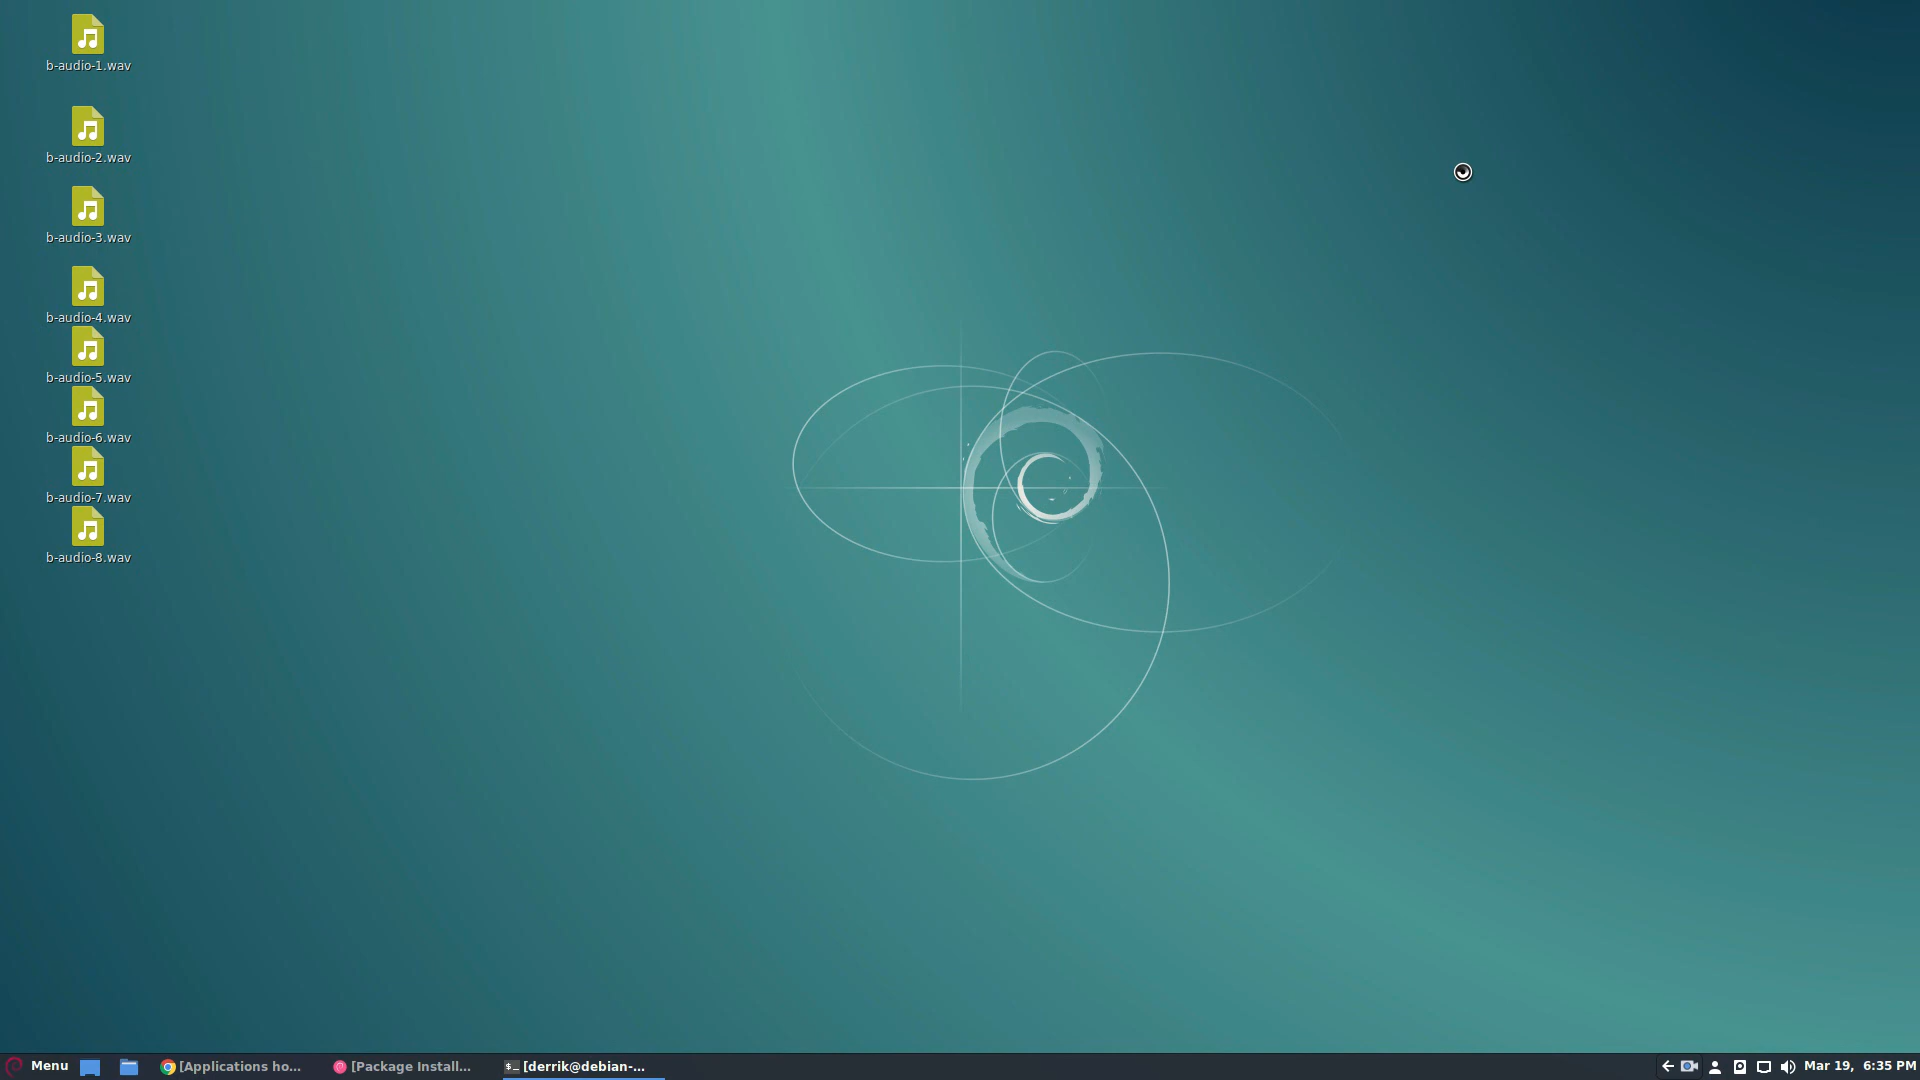 b-audio-1.wav
b-audio-2.wav
b-audio-3.wav
b-audio-4.wav
b-audio-5.wav
b-audio-6.wav
b-audio-7.wav
b-audio-8.wav
Menu [Applications ho... [Package Install... $_ [derrik@debian-... Mar 19, 6:35 PM